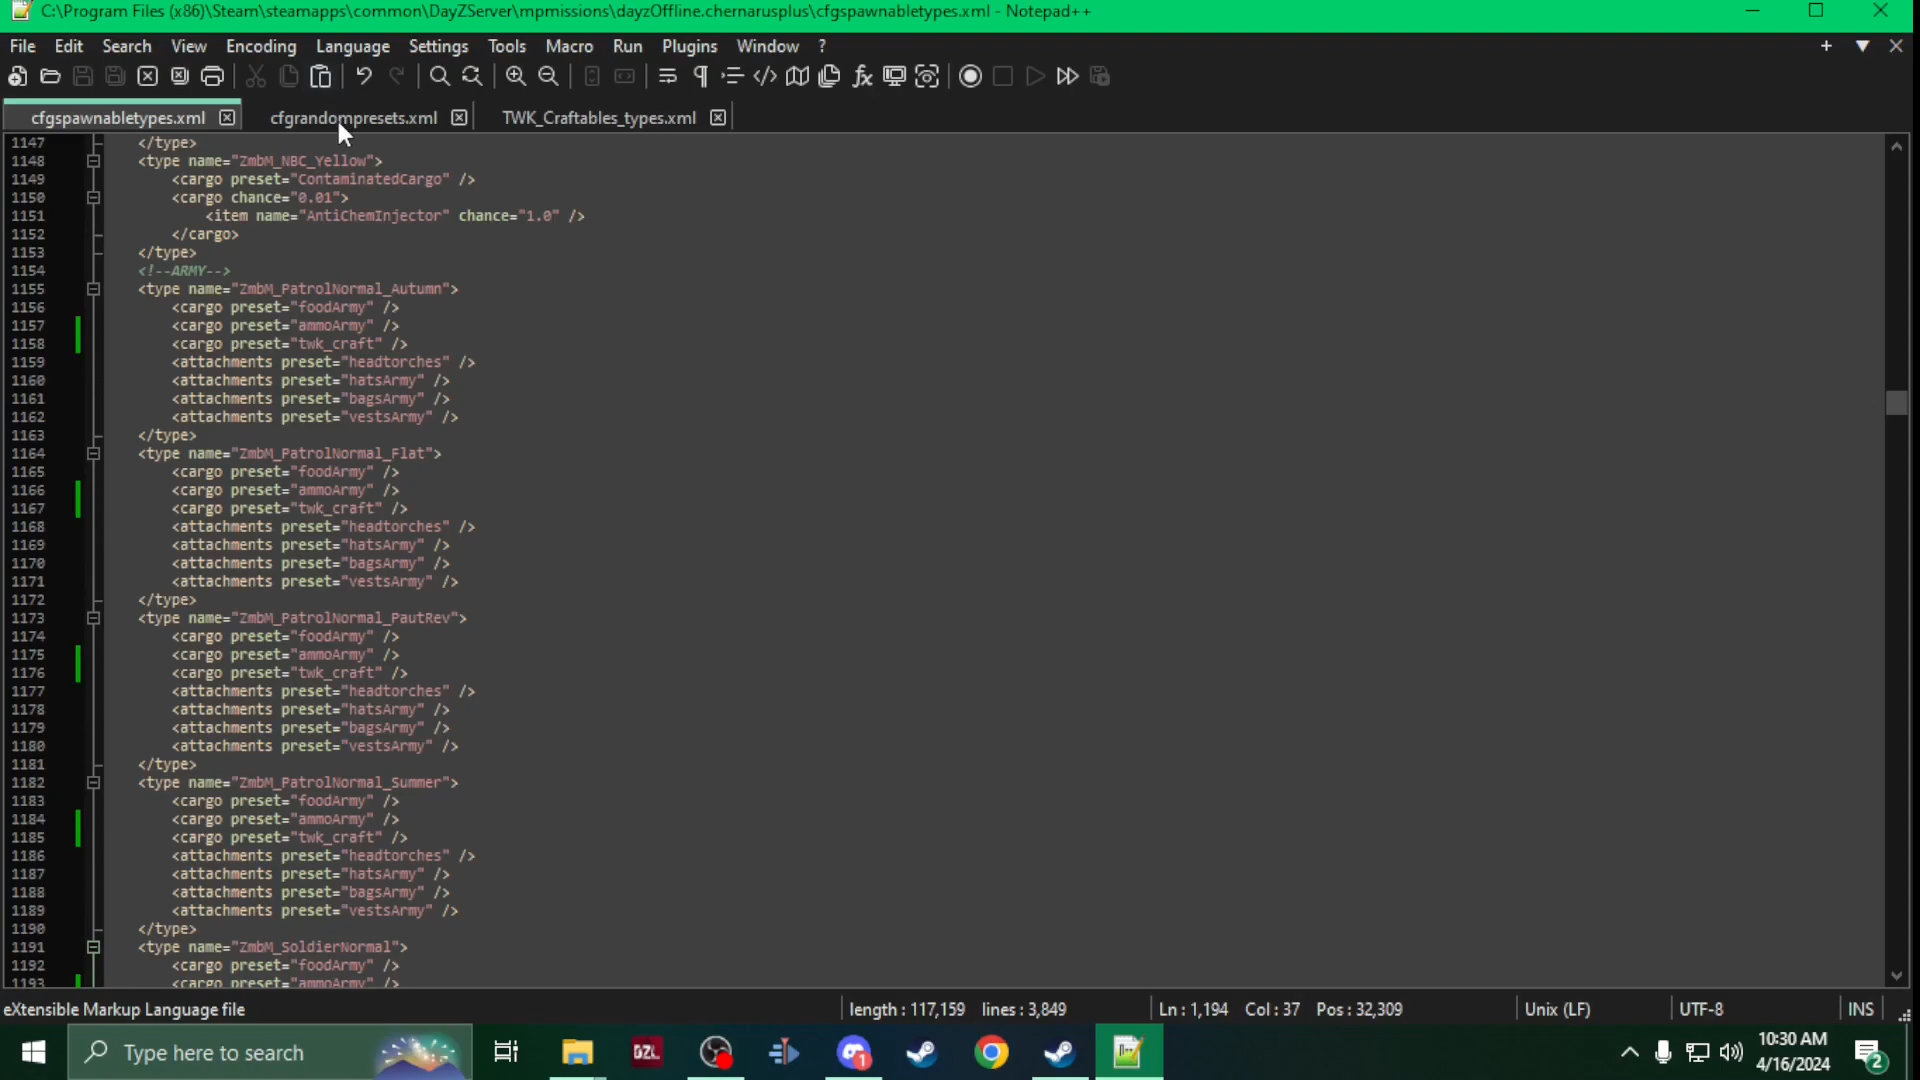 C:\Program Files (x86)\Steam\steamapps\common\DayZServer\mpmissions\dayzOffline.chernarusplus\cfgspawnabletypes.xml - Notepad++
File Edit Search View Encoding Language Settings Tools Macro Run Plugins Window ?
cfgspawnabletypes.xml cfgrandompresets.xml TWK_Craftables_types.xml
1147 </type>
1148 <type name="ZmbM_NBC_Yellow">
1149 <cargo preset="ContaminatedCargo" />
1150 <cargo chance="0.01">
1151 <item name="AntiChemInjector" chance="1.0" />
1152 </cargo>
1153 </type>
1154 <!--ARMY-->
1155 <type name="ZmbM_PatrolNormal_Autumn">
1156 <cargo preset="foodArmy" />
1157 <cargo preset="ammoArmy" />
1158 <cargo preset="twk_craft" />
1159 <attachments preset="headtorches" />
1160 <attachments preset="hatsArmy" />
1161 <attachments preset="bagsArmy" />
1162 <attachments preset="vestsArmy" />
1163 </type>
1164 <type name="ZmbM_PatrolNormal_Flat">
1165 <cargo preset="foodArmy" />
1166 <cargo preset="ammoArmy" />
1167 <cargo preset="twk_craft" />
1168 <attachments preset="headtorches" />
1169 <attachments preset="hatsArmy" />
1170 <attachments preset="bagsArmy" />
1171 <attachments preset="vestsArmy" />
1172 </type>
1173 <type name="ZmbM_PatrolNormal_PautRev">
1174 <cargo preset="foodArmy" />
1175 <cargo preset="ammoArmy" />
1176 <cargo preset="twk_craft" />
1177 <attachments preset="headtorches" />
1178 <attachments preset="hatsArmy" />
1179 <attachments preset="bagsArmy" />
1180 <attachments preset="vestsArmy" />
1181 </type>
1182 <type name="ZmbM_PatrolNormal_Summer">
1183 <cargo preset="foodArmy" />
1184 <cargo preset="ammoArmy" />
1185 <cargo preset="twk_craft" />
1186 <attachments preset="headtorches" />
1187 <attachments preset="hatsArmy" />
1188 <attachments preset="bagsArmy" />
1189 <attachments preset="vestsArmy" />
1190 </type>
1191 <type name="ZmbM_SoldierNormal">
1192 <cargo preset="foodArmy" />
1193 <cargo preset="ammoArmy" />
eXtensible Markup Language file length : 117,159 lines : 3,849 Ln : 1,194 Col : 37 Pos : 32,309 Unix (LF) UTF-8 INS
Type here to search DZL 1 10:30 AM
4/16/2024 2